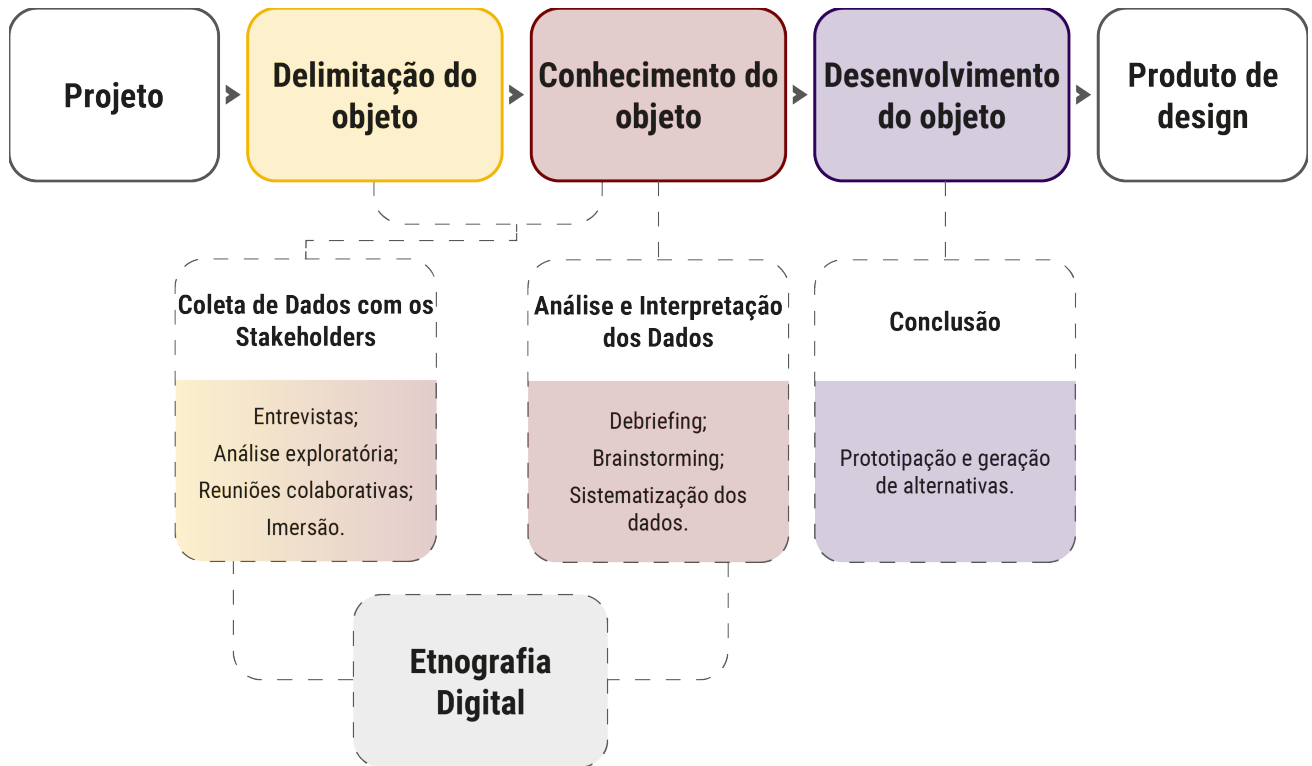 Projeto
Delimitação do
objeto
Conhecimento do
objeto
Desenvolvimento
do objeto
Produto de
design
Coleta de Dados com os
Stakeholders
Entrevistas;
Análise exploratória;
Reuniões colaborativas;
Imersão.
Análise e Interpretação
dos Dados
Debriefing;
Brainstorming;
Sistematização dos
dados.
Conclusão
Prototipação e geração
de alternativas.
Etnografia
Digital